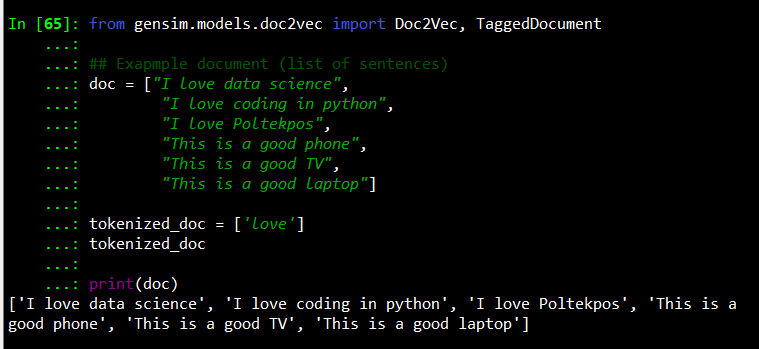 In [65]: from gensim.models.doc2vec import Doc2Vec, TaggedDocument
...:
...: ## Exapmple document (list of sentences)
...: doc = ["I love data science",
...: "I love coding in python",
...: "I love Poltekpos",
...: "This is a good phone",
...: "This is a good TV",
...: "This is a good laptop"]
...:
...: tokenized_doc = ['love']
...: tokenized_doc
...:
...: print(doc)
['I love data science', 'I love coding in python', 'I love Poltekpos', 'This is a
good phone', 'This is a good TV', 'This is a good laptop']